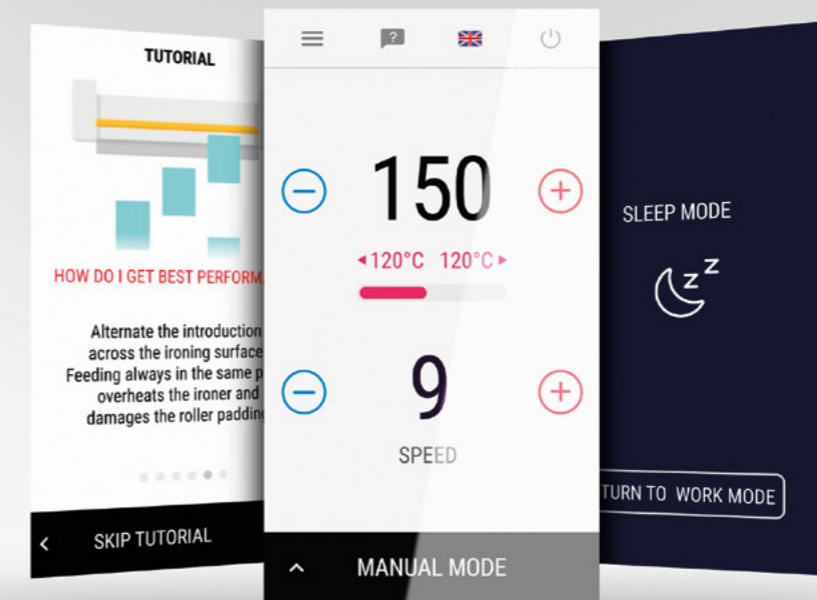 TUTORIAL
HOW DO I GET BEST
Alternate the introduction
across the ironing surface
Feeding always in the same
overheats the ironer and
damages the roller padding
SKIP TUTORIAL
?
150
120°C 120°C
9
SPEED
MANUAL MODE
SLEEP MODE
z z
TO WORK MODE